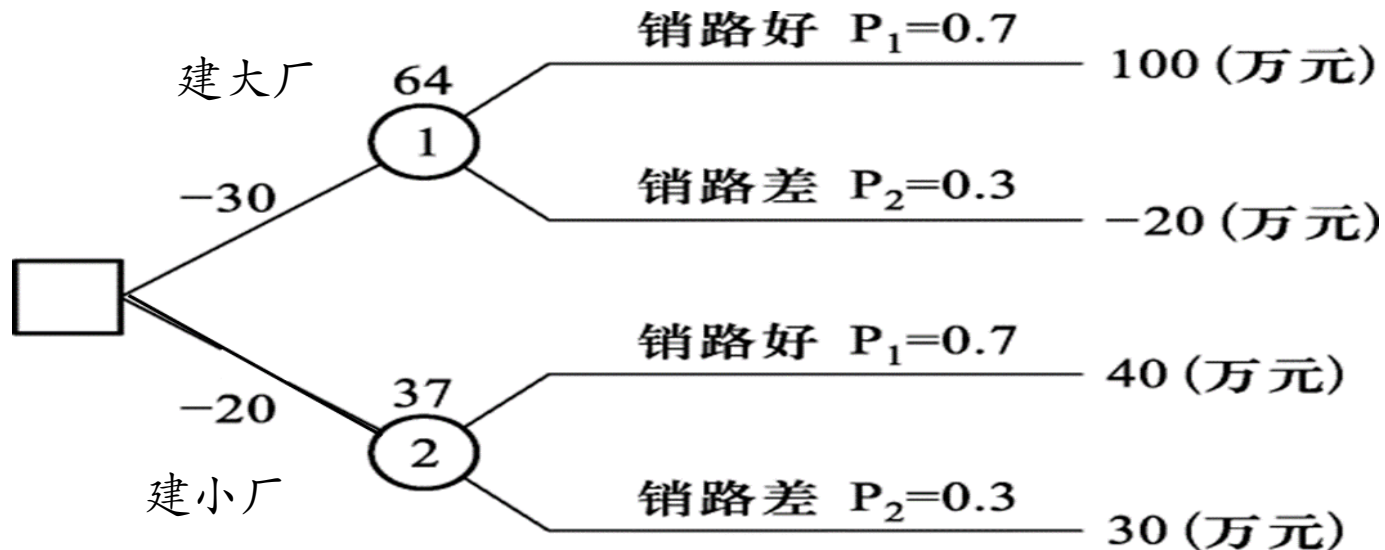 销路好 P₁=0.7
100 (万元)
建大厂
64
1
销路差 P₂=0.3
−30
−20 (万元)
销路好 P₁=0.7
40 (万元)
−20
37
2
建小厂
销路差 P₂=0.3
30 (万元)